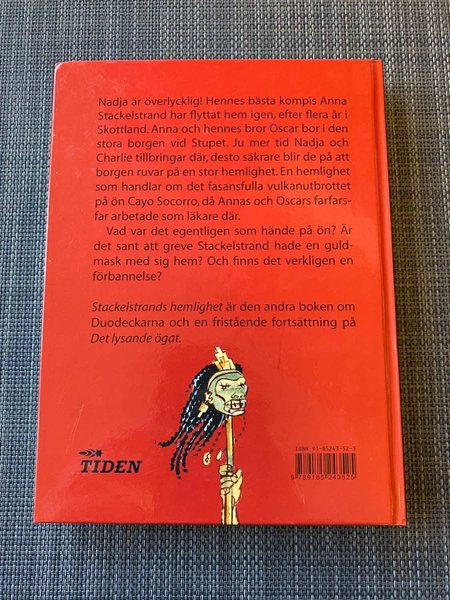 Nadja är överlycklig! Hennes bästa kompis Anna
Stackelstrand har flyttat hem igen, efter flera år i
Skottland. Anna och hennes bror Oscar bor i den
stora borgen vid Stupet. Ju mer tid Nadja och
Charlie tillbringar där, desto säkrare blir de på att
borgen ruvar på en stor hemlighet. En hemlighet
som handlar om det fasansfulla vulkanutbrottet
på ön Cayo Socorro, då Annas och Oscars farfars-
far arbetade som läkare där.
Vad var det egentligen som hände på ön? Är
det sant att greve Stackelstrand hade en guld-
mask med sig hem? Och finns det verkligen en
förbannelse?
Stackelstrands hemlighet är den andra boken om
Duodeckarna och en fristående fortsättning på
Det lysande ögat.
TIDEN
ISBN 91-85243-52-3
9 789185 243525